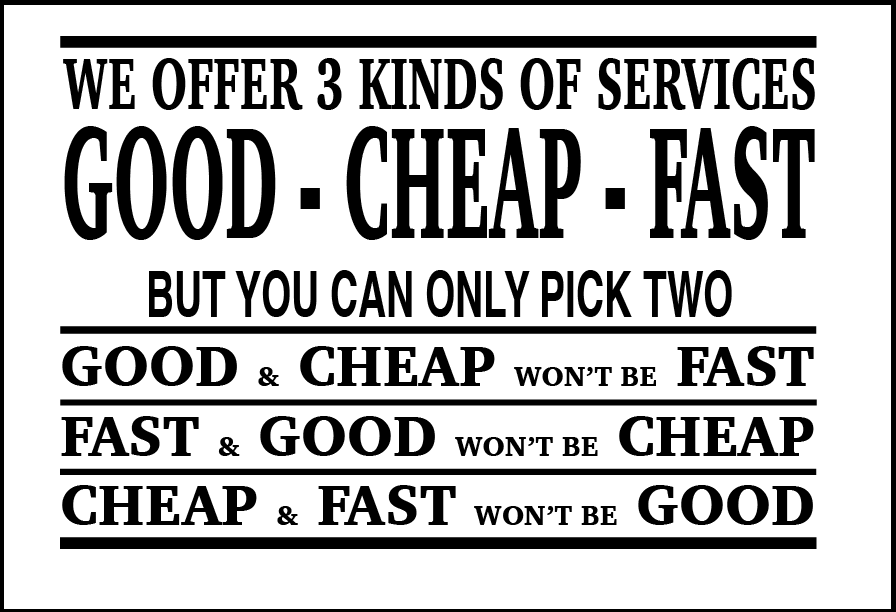 WE OFFER 3 KINDS OF SERVICES
GOOD - CHEAP - FAST
BUT YOU CAN ONLY PICK TWO
GOOD & CHEAP WON'T BE FAST
FAST & GOOD WON'T BE CHEAP
CHEAP & FAST WON'T BE GOOD